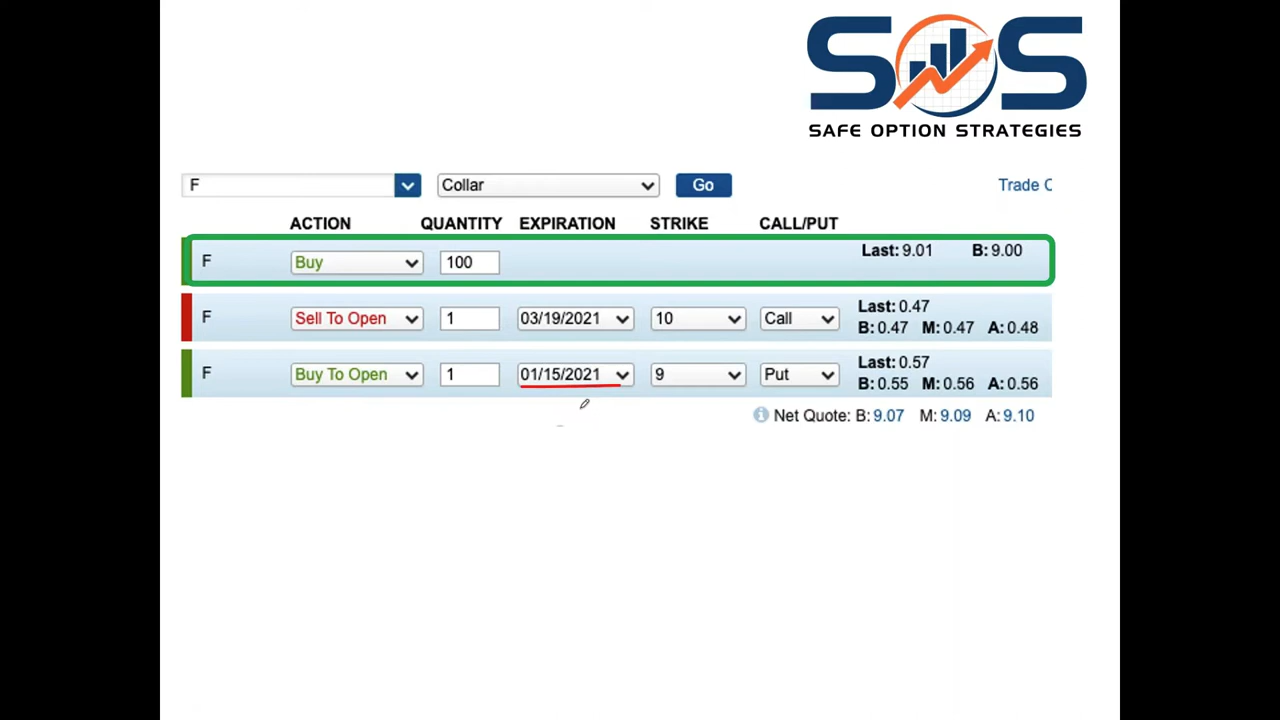 SOS
SAFE OPTION STRATEGIES
F Collar Go Trade C
ACTION QUANTITY EXPIRATION STRIKE CALL/PUT
F Buy 100 Last: 9.01 B: 9.00
F Sell To Open 1 03/19/2021 10 Call Last: 0.47
B: 0.47 M: 0.47 A: 0.48
F Buy To Open 1 01/15/2021 9 Put Last: 0.57
B: 0.55 M: 0.56 A: 0.56
Net Quote: B: 9.07 M: 9.09 A: 9.10